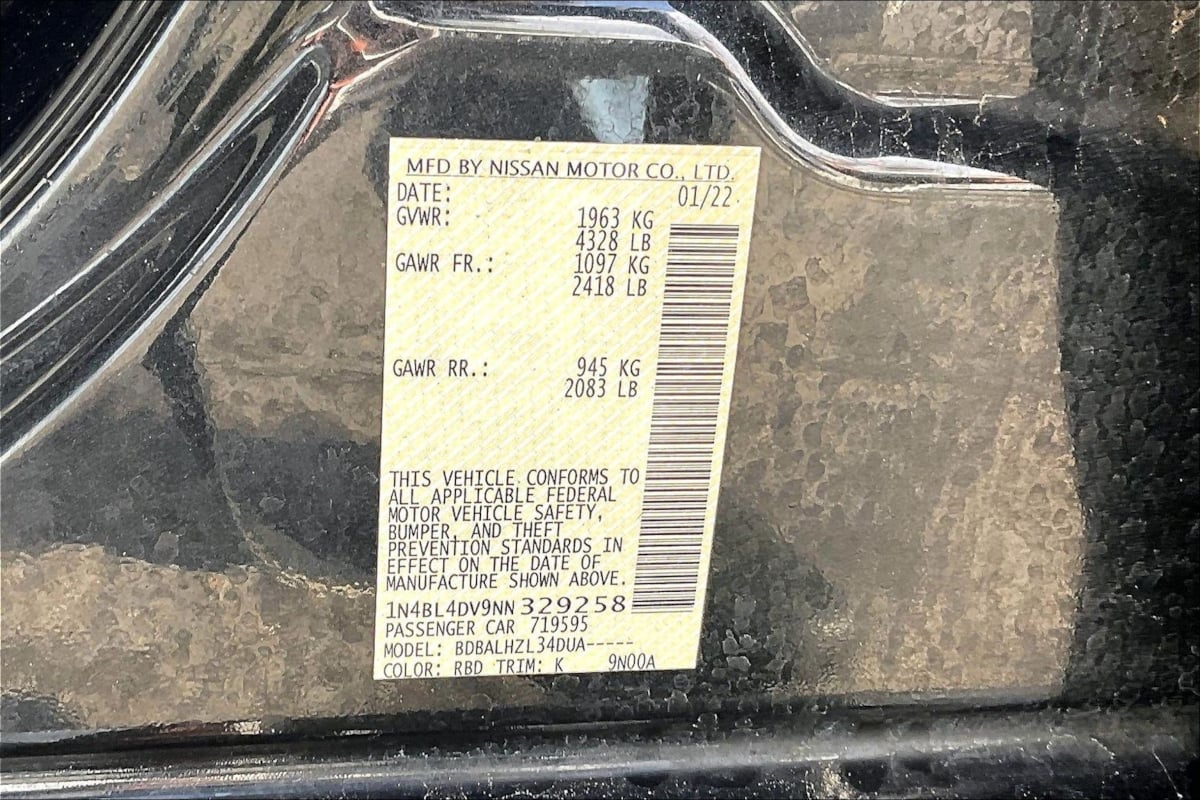 MFD BY NISSAN MOTOR CO., LTD.
DATE: 01/22
GVWR: 1963 KG
4328 LB
GAWR FR.: 1097 KG
2418 LB
GAWR RR.: 945 KG
2083 LB
THIS VEHICLE CONFORMS TO
ALL APPLICABLE FEDERAL
MOTOR VEHICLE SAFETY,
BUMPER, AND THEFT
PREVENTION STANDARDS IN
EFFECT ON THE DATE OF
MANUFACTURE SHOWN ABOVE.
1N4BL4DV9NN 329258
PASSENGER CAR 719595
MODEL: BDBALHZL34DUA-----
COLOR: RBD TRIM: K 9N00A